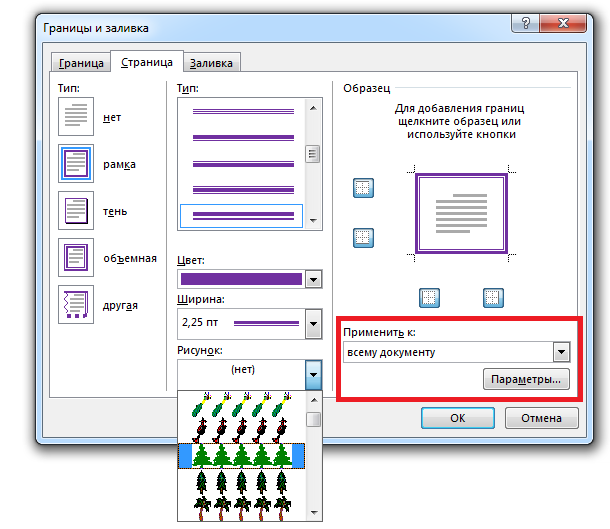 Границы и заливка
?
Граница
Страница
Заливка
Тип:
нет
рамка
тень
объемная
другая
Тип:
Цвет:
Ширина:
2,25 пт
Рисунок:
(нет)
Образец
Для добавления границ
щелкните образец или
используйте кнопки
Применить к:
всему документу
Параметры...
ОК
Отмена